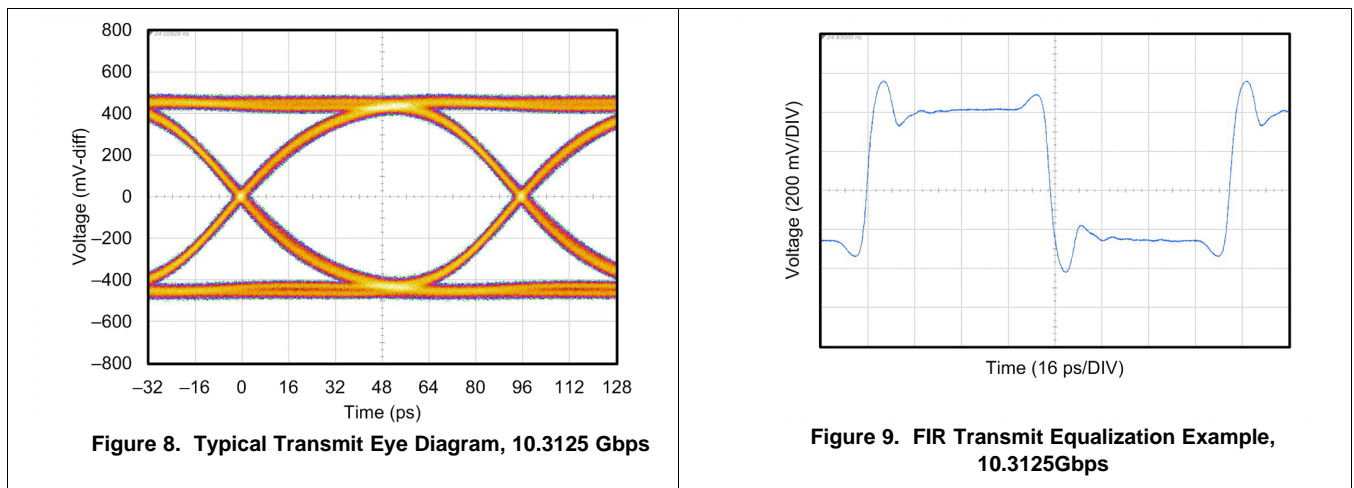 800
600
400
200
0
–200
–400
–600
–800
Voltage (mV-diff)
–32 –16 0 16 32 48 64 80 96 112 128
Time (ps)
Figure 8. Typical Transmit Eye Diagram, 10.3125 Gbps
Voltage (200 mV/DIV)
Time (16 ps/DIV)
Figure 9. FIR Transmit Equalization Example,
10.3125Gbps